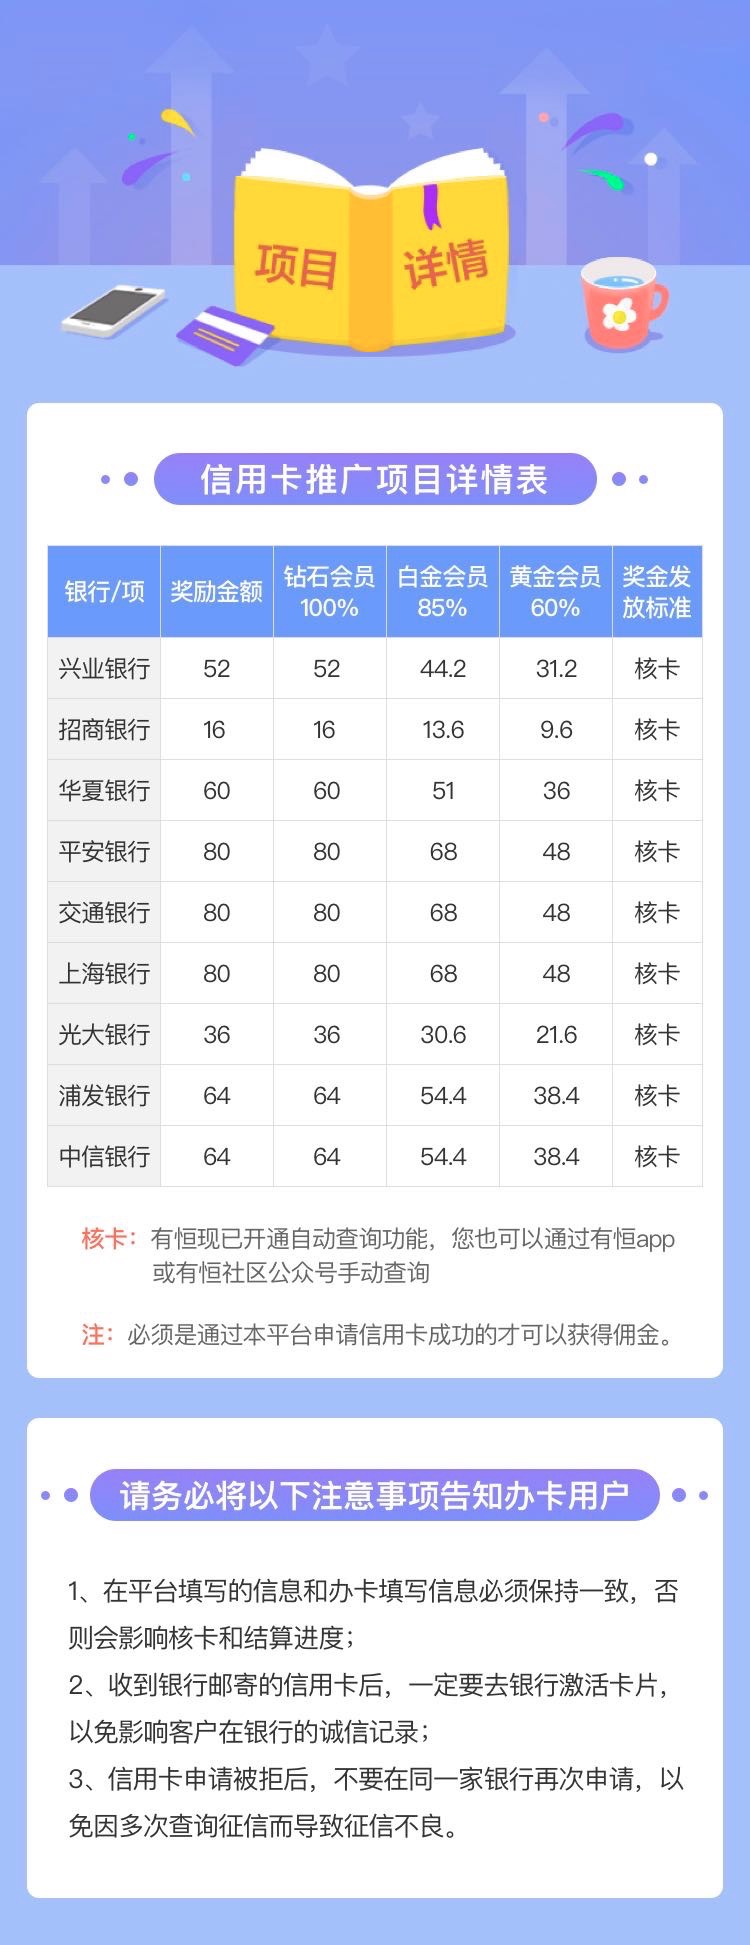 项目 详情
信用卡推广项目详情表
银行/项 奖励金额 钻石会员 100% 白金会员 85% 黄金会员 60% 奖金发放标准
兴业银行 52 52 44.2 31.2 核卡
招商银行 16 16 13.6 9.6 核卡
华夏银行 60 60 51 36 核卡
平安银行 80 80 68 48 核卡
交通银行 80 80 68 48 核卡
上海银行 80 80 68 48 核卡
光大银行 36 36 30.6 21.6 核卡
浦发银行 64 64 54.4 38.4 核卡
中信银行 64 64 54.4 38.4 核卡
核卡：有恒现已开通自动查询功能，您也可以通过有恒app
或有恒社区公众号手动查询
注：必须是通过本平台申请信用卡成功的才可以获得佣金。
请务必将以下注意事项告知办卡用户
1、在平台填写的信息和办卡填写信息必须保持一致，否
则会影响核卡和结算进度；
2、收到银行邮寄的信用卡后，一定要去银行激活卡片，
以免影响客户在银行的诚信记录；
3、信用卡申请被拒后，不要在同一家银行再次申请，以
免因多次查询征信而导致征信不良。